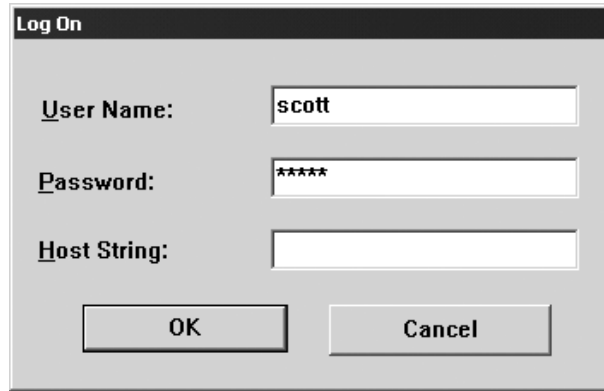 Log On
User Name:
scott
Password:
*****
Host String:
OK
Cancel